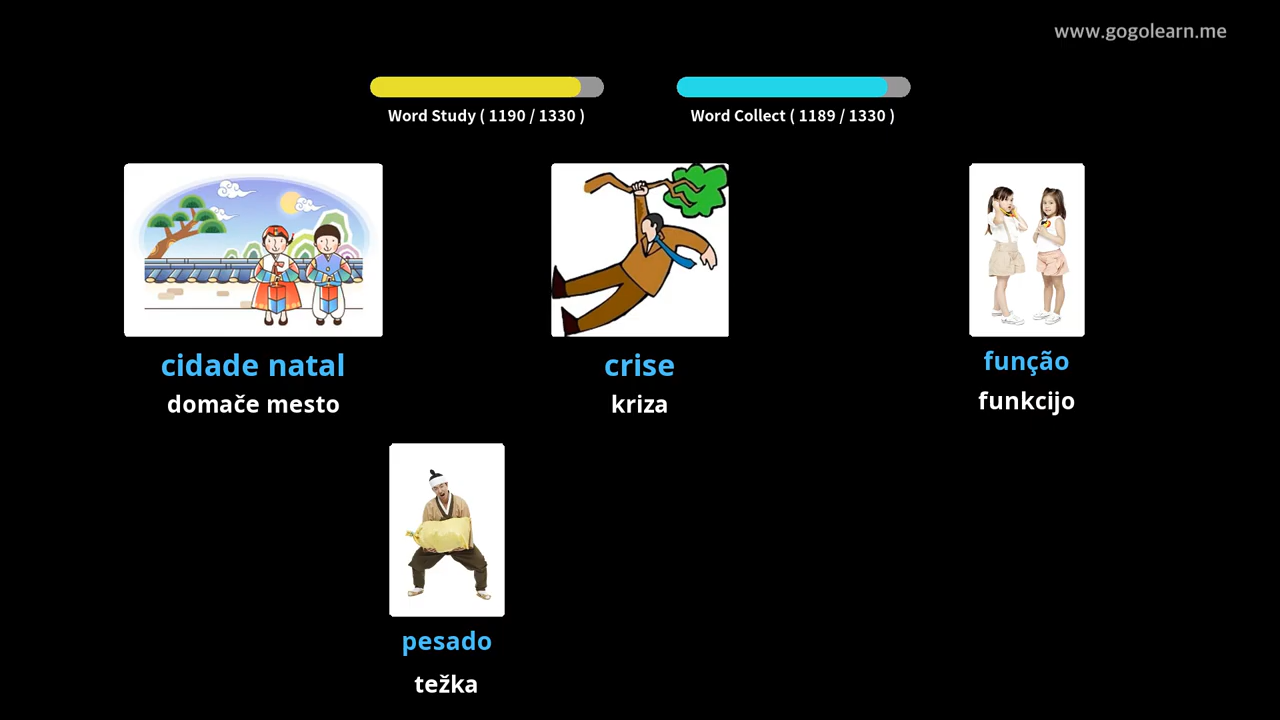 www.gogolearn.me
Word Study ( 1190 / 1330 )
Word Collect ( 1189 / 1330 )
cidade natal
domače mesto
crise
kriza
função
funkcijo
pesado
težka